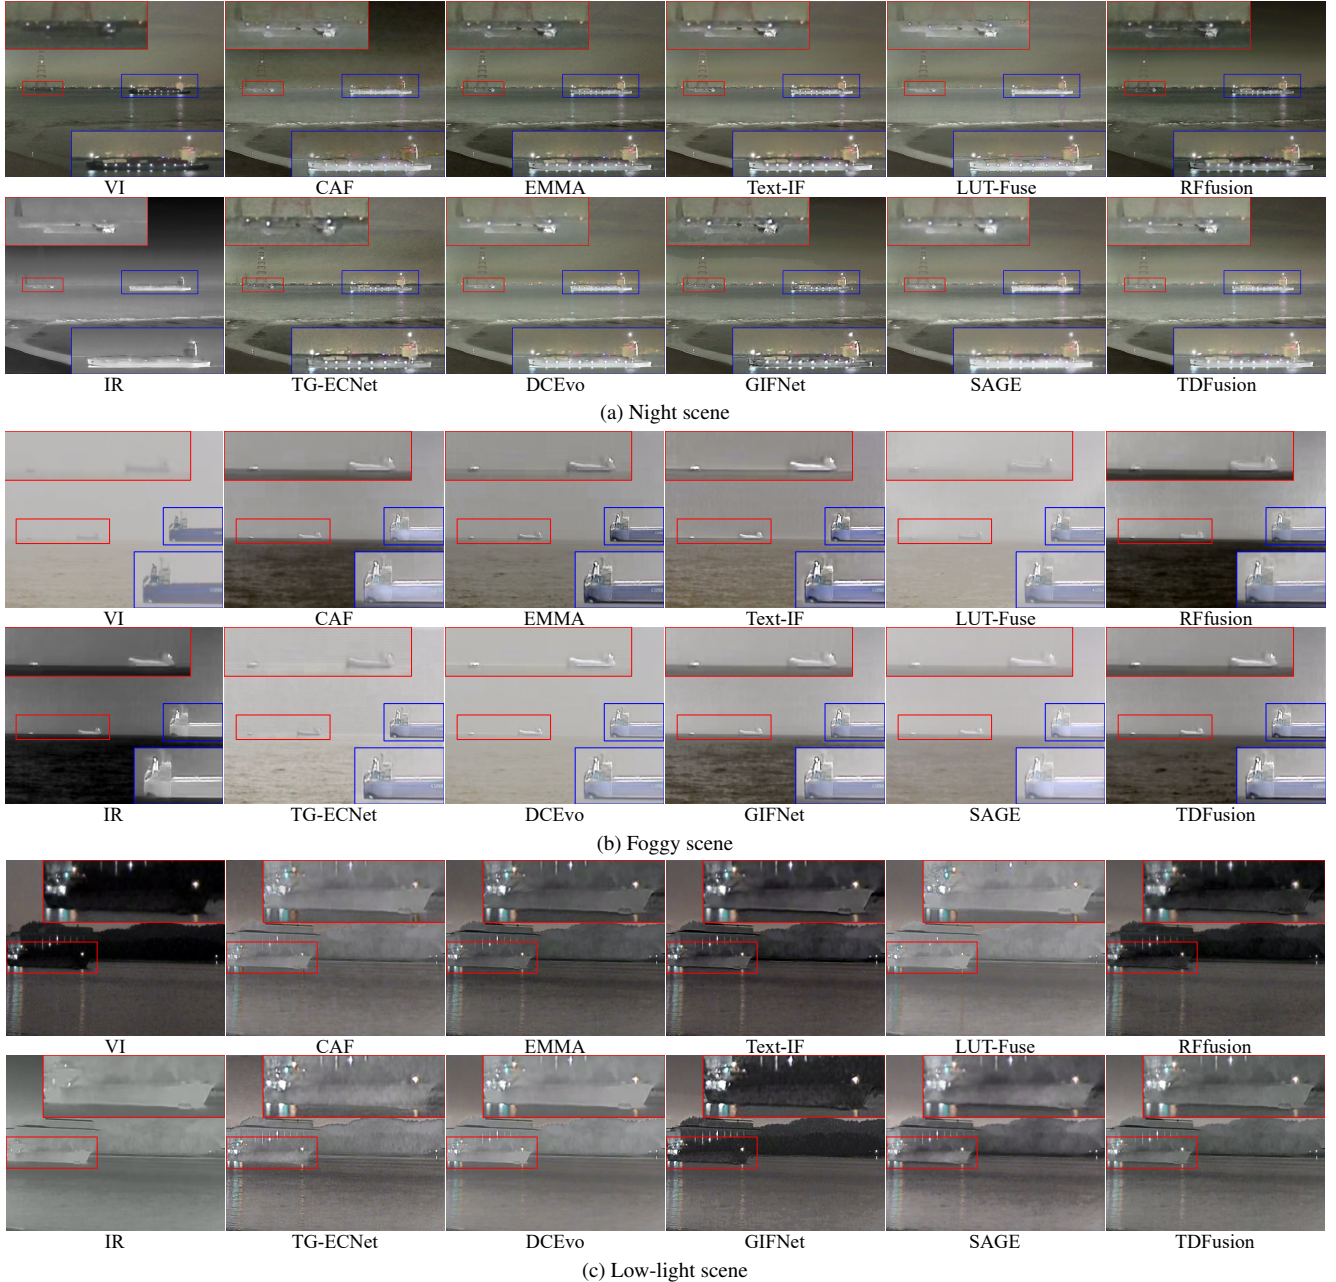 VI CAF EMMA Text-IF LUT-Fuse RFfusion
IR TG-ECNet DCEvo GIFNet SAGE TDFusion
(a) Night scene
VI CAF EMMA Text-IF LUT-Fuse RFfusion
IR TG-ECNet DCEvo GIFNet SAGE TDFusion
(b) Foggy scene
VI CAF EMMA Text-IF LUT-Fuse RFfusion
IR TG-ECNet DCEvo GIFNet SAGE TDFusion
(c) Low-light scene